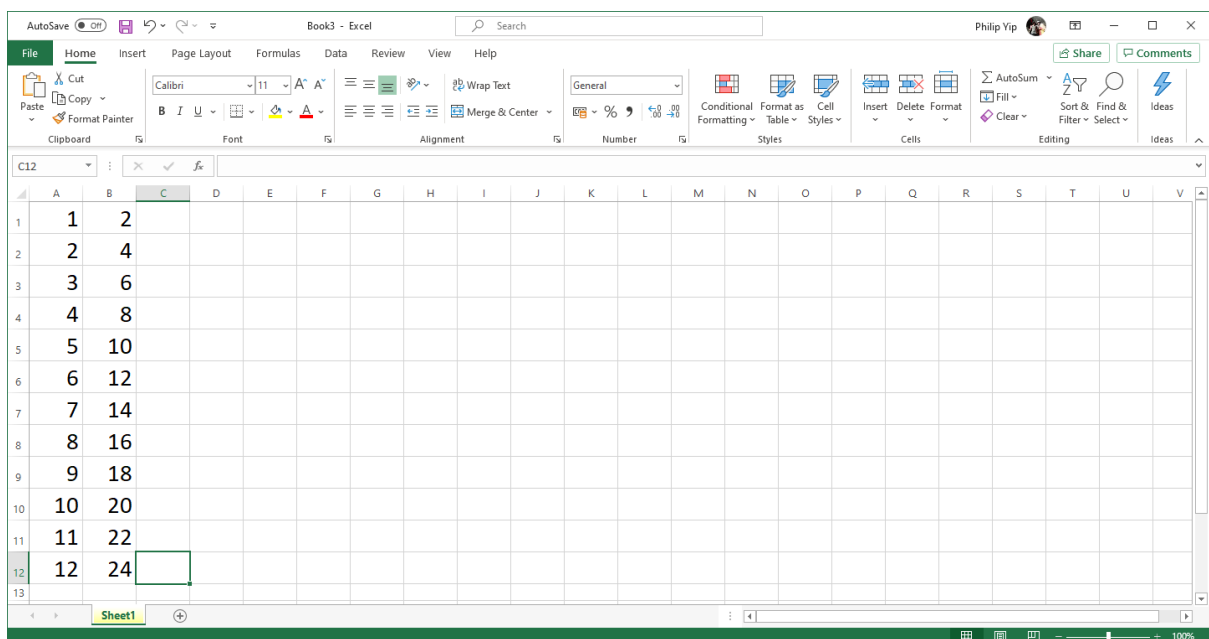 AutoSave Off Book3 - Excel Search Philip Yip
File Home Insert Page Layout Formulas Data Review View Help Share Comments
Paste Cut Copy Format Painter Clipboard
Calibri 11 A^ A˅ B I U A Font
ab Wrap Text Merge & Center Alignment
General % 9 Number
Conditional Formatting Format as Table Cell Styles Styles
Insert Delete Format Cells
AutoSum Fill Clear Sort & Filter Find & Select Editing
Ideas Ideas
C12 fx
A B C D E F G H I J K L M N O P Q R S T U V
1 1 2
2 2 4
3 3 6
4 4 8
5 5 10
6 6 12
7 7 14
8 8 16
9 9 18
10 10 20
11 11 22
12 12 24
13
Sheet1
100%